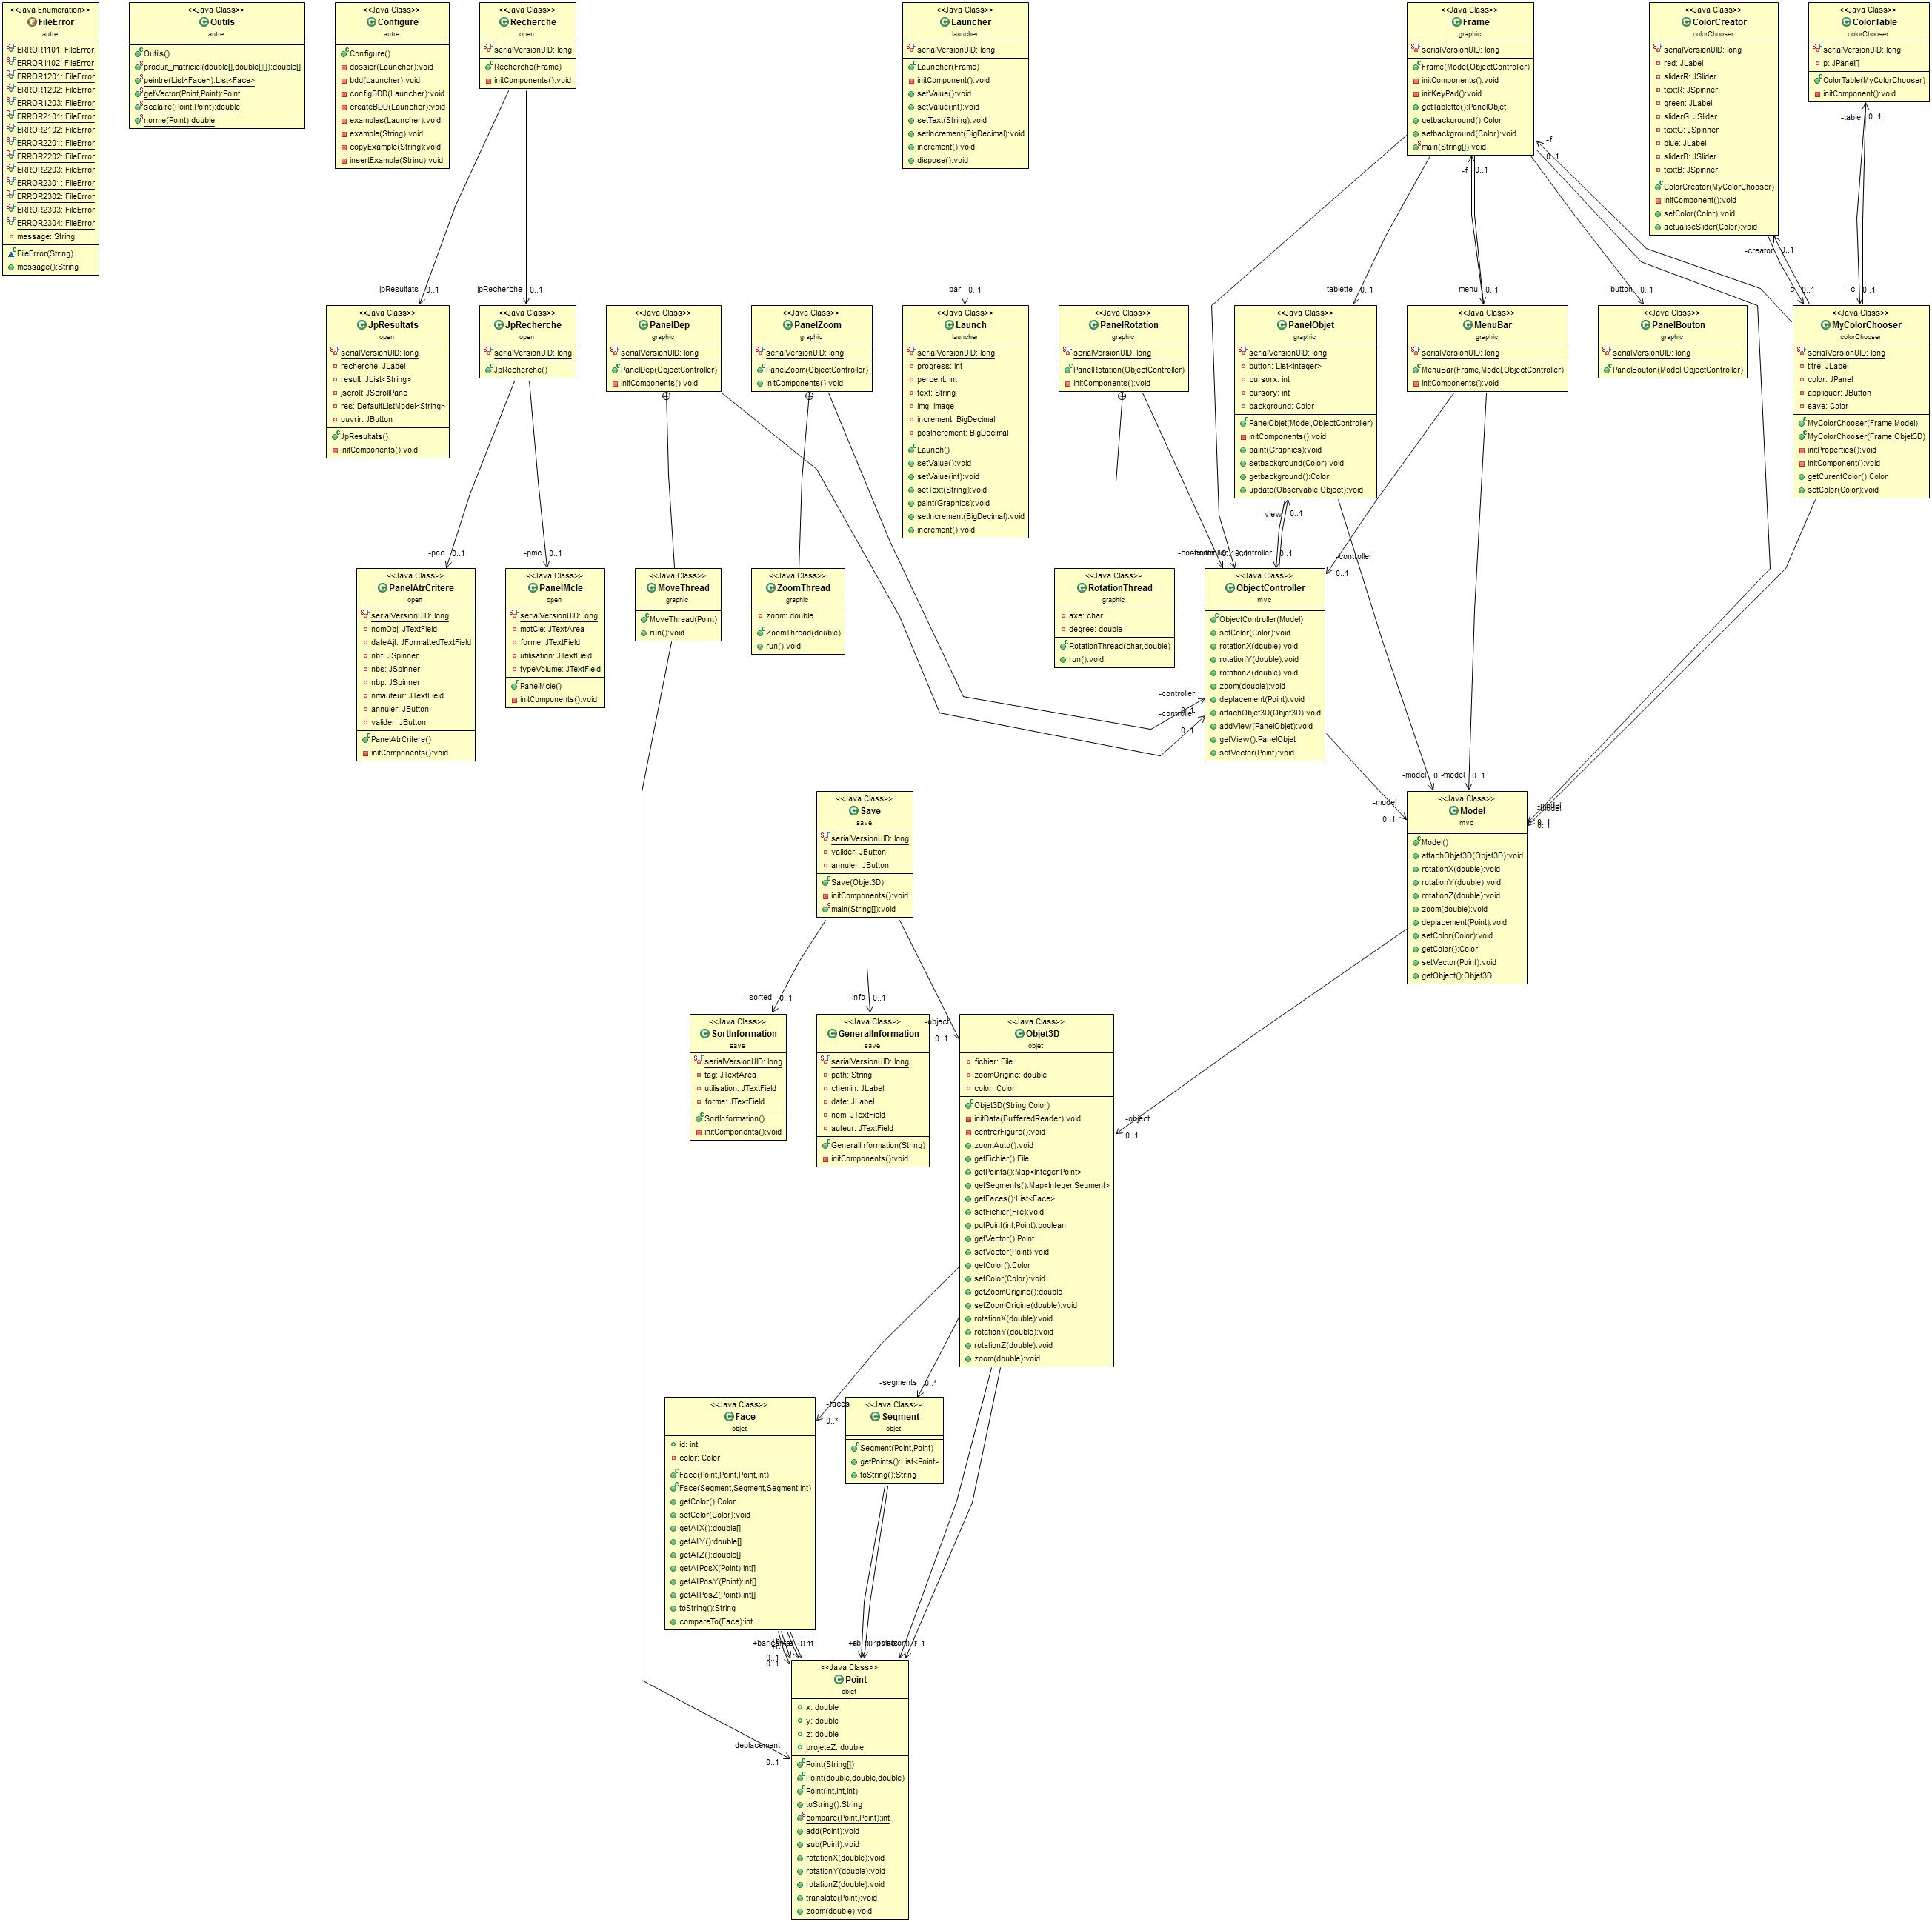 <<Java Enumeration>>
FileError
autre
ERROR1101: FileError
ERROR1102: FileError
ERROR1201: FileError
ERROR1202: FileError
ERROR1203: FileError
ERROR2101: FileError
ERROR2102: FileError
ERROR2201: FileError
ERROR2202: FileError
ERROR2203: FileError
ERROR2301: FileError
ERROR2302: FileError
ERROR2303: FileError
ERROR2304: FileError
message: String
FileError(String)
message():String
<<Java Class>>
Outils
autre
Outils()
produit_matriciel(double[],double[][]):double[]
peintre(List<Face>):List<Face>
getVector(Point,Point):Point
scalaire(Point,Point):double
norme(Point):double
<<Java Class>>
Configure
autre
Configure()
dossier(Launcher):void
bdd(Launcher):void
configBDD(Launcher):void
createBDD(Launcher):void
examples(Launcher):void
example(String):void
copyExample(String):void
insertExample(String):void
<<Java Class>>
Recherche
open
serialVersionUID: long
Recherche(Frame)
initComponents():void
<<Java Class>>
Launcher
launcher
serialVersionUID: long
Launcher(Frame)
initComponent():void
setValue():void
setValue(int):void
setText(String):void
setIncrement(BigDecimal):void
increment():void
dispose():void
<<Java Class>>
Frame
graphic
serialVersionUID: long
Frame(Model,ObjectController)
initComponents():void
initKeyPad():void
getTablette():PanelObjet
getbackground():Color
setbackground(Color):void
main(String[]):void
<<Java Class>>
ColorCreator
colorChooser
serialVersionUID: long
red: JLabel
sliderR: JSlider
textR: JSpinner
green: JLabel
sliderG: JSlider
textG: JSpinner
blue: JLabel
sliderB: JSlider
textB: JSpinner
ColorCreator(MyColorChooser)
initComponent():void
setColor(Color):void
actualiseSlider(Color):void
<<Java Class>>
ColorTable
colorChooser
serialVersionUID: long
p: JPanel[]
ColorTable(MyColorChooser)
initComponent():void
-table
0..1
-f
0..1
-f
0..1
-creator
0..1
-jpResultats
0..1
-jpRecherche
0..1
-bar
0..1
-tablette
0..1
-menu
0..1
-button
0..1
-c
0..1
-c
0..1
<<Java Class>>
JpResultats
open
serialVersionUID: long
recherche: JLabel
result: JList<String>
jscroll: JScrollPane
res: DefaultListModel<String>
ouvrir: JButton
JpResultats()
initComponents():void
<<Java Class>>
JpRecherche
open
serialVersionUID: long
JpRecherche()
<<Java Class>>
PanelDep
graphic
serialVersionUID: long
PanelDep(ObjectController)
initComponents():void
<<Java Class>>
PanelZoom
graphic
serialVersionUID: long
PanelZoom(ObjectController)
initComponents():void
<<Java Class>>
Launch
launcher
serialVersionUID: long
progress: int
percent: int
text: String
img: Image
increment: BigDecimal
posIncrement: BigDecimal
Launch()
setValue():void
setValue(int):void
setText(String):void
paint(Graphics):void
setIncrement(BigDecimal):void
increment():void
<<Java Class>>
PanelRotation
graphic
serialVersionUID: long
PanelRotation(ObjectController)
initComponents():void
<<Java Class>>
PanelObjet
graphic
serialVersionUID: long
button: List<Integer>
cursorx: int
cursory: int
background: Color
PanelObjet(Model,ObjectController)
initComponents():void
paint(Graphics):void
setbackground(Color):void
getbackground():Color
update(Observable,Object):void
<<Java Class>>
MenuBar
graphic
serialVersionUID: long
MenuBar(Frame,Model,ObjectController)
initComponents():void
<<Java Class>>
PanelBouton
graphic
serialVersionUID: long
PanelBouton(Model,ObjectController)
<<Java Class>>
MyColorChooser
colorChooser
serialVersionUID: long
titre: JLabel
color: JPanel
appliquer: JButton
save: Color
MyColorChooser(Frame,Model)
MyColorChooser(Frame,Objet3D)
initProperties():void
initComponent():void
getCurentColor():Color
setColor(Color):void
-view
0..1
-pac
0..1
-pmc
0..1
-controller
0..1
-controller
0..1
<<Java Class>>
PanelAtrCritere
open
serialVersionUID: long
nomObj: JTextField
dateAjt: JFormattedTextField
nbf: JSpinner
nbs: JSpinner
nbp: JSpinner
nmauteur: JTextField
annuler: JButton
valider: JButton
PanelAtrCritere()
initComponents():void
<<Java Class>>
PanelMcle
open
serialVersionUID: long
motCle: JTextArea
forme: JTextField
utilisation: JTextField
typeVolume: JTextField
PanelMcle()
initComponents():void
<<Java Class>>
MoveThread
graphic
MoveThread(Point)
run():void
<<Java Class>>
ZoomThread
graphic
zoom: double
ZoomThread(double)
run():void
<<Java Class>>
RotationThread
graphic
axe: char
degree: double
RotationThread(char,double)
run():void
<<Java Class>>
ObjectController
mvc
ObjectController(Model)
setColor(Color):void
rotationX(double):void
rotationY(double):void
rotationZ(double):void
zoom(double):void
deplacement(Point):void
attachObjet3D(Objet3D):void
addView(PanelObjet):void
getView():PanelObjet
setVector(Point):void
-controller
-controller
0..1
-model
0..1
-model
0..1
-model
0..1
<<Java Class>>
Save
save
serialVersionUID: long
valider: JButton
annuler: JButton
Save(Objet3D)
initComponents():void
main(String[]):void
<<Java Class>>
Model
mvc
Model()
attachObjet3D(Objet3D):void
rotationX(double):void
rotationY(double):void
rotationZ(double):void
zoom(double):void
deplacement(Point):void
setColor(Color):void
getColor():Color
setVector(Point):void
getObject():Objet3D
-sorted
0..1
-info
0..1
-object
0..1
<<Java Class>>
SortInformation
save
serialVersionUID: long
tag: JTextArea
utilisation: JTextField
forme: JTextField
SortInformation()
initComponents():void
<<Java Class>>
GeneralInformation
save
serialVersionUID: long
path: String
chemin: JLabel
date: JLabel
nom: JTextField
auteur: JTextField
GeneralInformation(String)
initComponents():void
<<Java Class>>
Objet3D
objet
fichier: File
zoomOrigine: double
color: Color
Objet3D(String,Color)
initData(BufferedReader):void
centrerFigure():void
zoomAuto():void
getFichier():File
getPoints():Map<Integer,Point>
getSegments():Map<Integer,Segment>
getFaces():List<Face>
setFichier(File):void
putPoint(int,Point):boolean
getVector():Point
setVector(Point):void
getColor():Color
setColor(Color):void
getZoomOrigine():double
setZoomOrigine(double):void
rotationX(double):void
rotationY(double):void
rotationZ(double):void
zoom(double):void
-object
0..1
-faces
0..*
-segments
0..*
<<Java Class>>
Face
objet
id: int
color: Color
Face(Point,Point,Point,int)
Face(Segment,Segment,Segment,int)
getColor():Color
setColor(Color):void
getAllX():double[]
getAllY():double[]
getAllZ():double[]
getAllPosX(Point):int[]
getAllPosY(Point):int[]
getAllPosZ(Point):int[]
toString():String
compareTo(Face):int
<<Java Class>>
Segment
objet
Segment(Point,Point)
getPoints():List<Point>
toString():String
0..1
0..1
-deplacement
0..1
<<Java Class>>
Point
objet
x: double
y: double
z: double
projeteZ: double
Point(String[])
Point(double,double,double)
Point(int,int,int)
toString():String
compare(Point,Point):int
add(Point):void
sub(Point):void
rotationX(double):void
rotationY(double):void
rotationZ(double):void
translate(Point):void
zoom(double):void